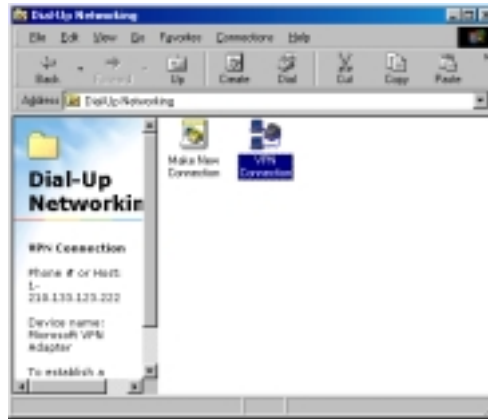 Dial-Up Networking
File Edit View Go Favorites Connections Help
Back Forward Up Create Dial Cut Copy Paste
Address Dial-Up Networking
Make New Connection
VPN Connection
Dial-Up
Networkin
VPN Connection
Phone # or Host:
1-
210.133.123.222
Device name:
Microsoft VPN
Adapter
To establish a